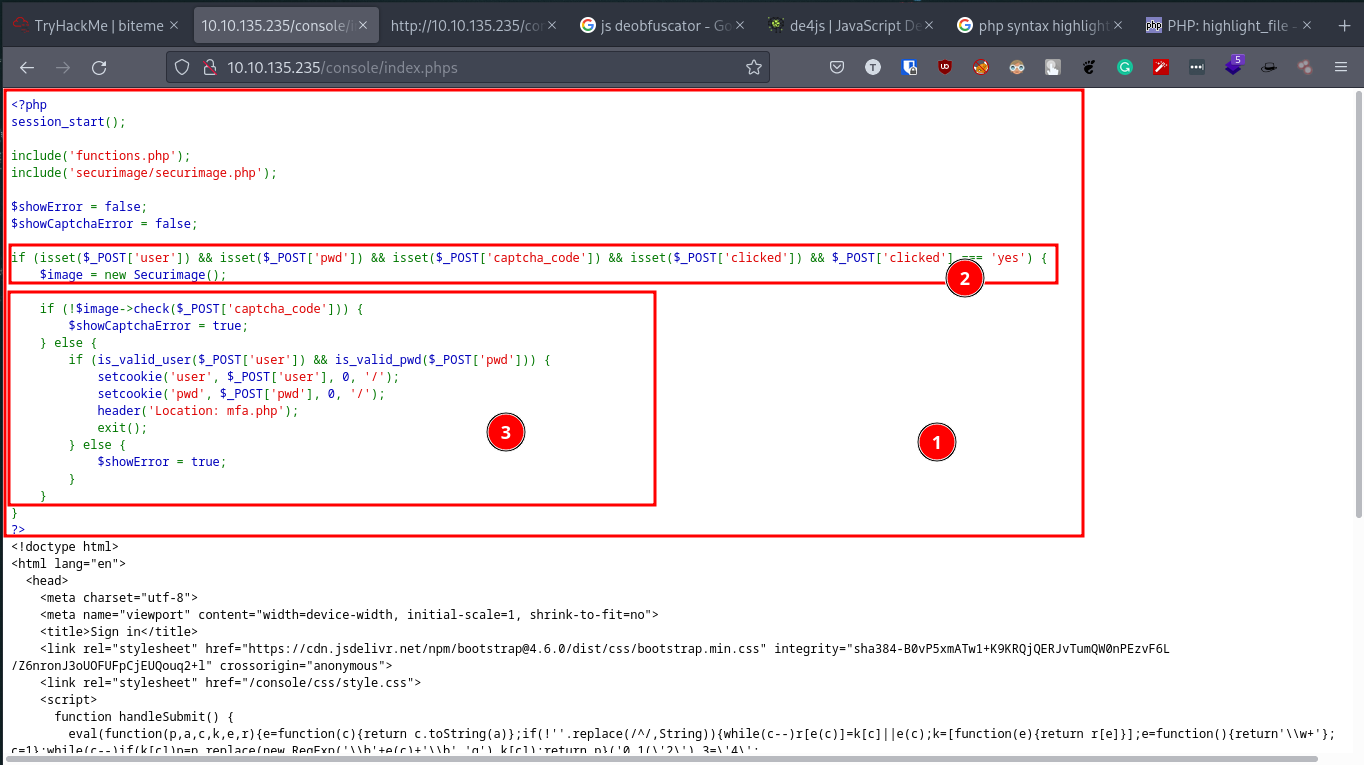 TryHackMe | biteme
10.10.135.235/console/i
http://10.10.135.235/co
js deobfuscator - Go
de4js | JavaScript De
php syntax highlight
PHP: highlight_file -
10.10.135.235/console/index.phps
5
<?php
session_start();
include('functions.php');
include('securimage/securimage.php');
$showError = false;
$showCaptchaError = false;
if (isset($_POST['user']) && isset($_POST['pwd']) && isset($_POST['captcha_code']) && isset($_POST['clicked']) && $_POST['clicked'] === 'yes') {
    $image = new Securimage();
2
    if (!$image->check($_POST['captcha_code'])) {
        $showCaptchaError = true;
    } else {
        if (is_valid_user($_POST['user']) && is_valid_pwd($_POST['pwd'])) {
            setcookie('user', $_POST['user'], 0, '/');
            setcookie('pwd', $_POST['pwd'], 0, '/');
            header('Location: mfa.php');
            exit();
3
1
        } else {
            $showError = true;
        }
    }
}
?>
<!doctype html>
<html lang="en">
  <head>
    <meta charset="utf-8">
    <meta name="viewport" content="width=device-width, initial-scale=1, shrink-to-fit=no">
    <title>Sign in</title>
    <link rel="stylesheet" href="https://cdn.jsdelivr.net/npm/bootstrap@4.6.0/dist/css/bootstrap.min.css" integrity="sha384-B0vP5xmATw1+K9KRQjQERJvTumQW0nPEzvF6L
/Z6nronJ3oUOFUFpCjEUQouq2+l" crossorigin="anonymous">
    <link rel="stylesheet" href="/console/css/style.css">
    <script>
      function handleSubmit() {
        eval(function(p,a,c,k,e,r){e=function(c){return c.toString(a)};if(!''.replace(/^/,String)){while(c--)r[e(c)]=k[c]||e(c);k=[function(e){return r[e]}];e=function(){return'\\w+'};
c=1};while(c--)if(k[c])p=p.replace(new RegExp('\\b'+e(c)+'\\b','g'),k[c]);return p}('0.1(\'2\').3=\'4\';